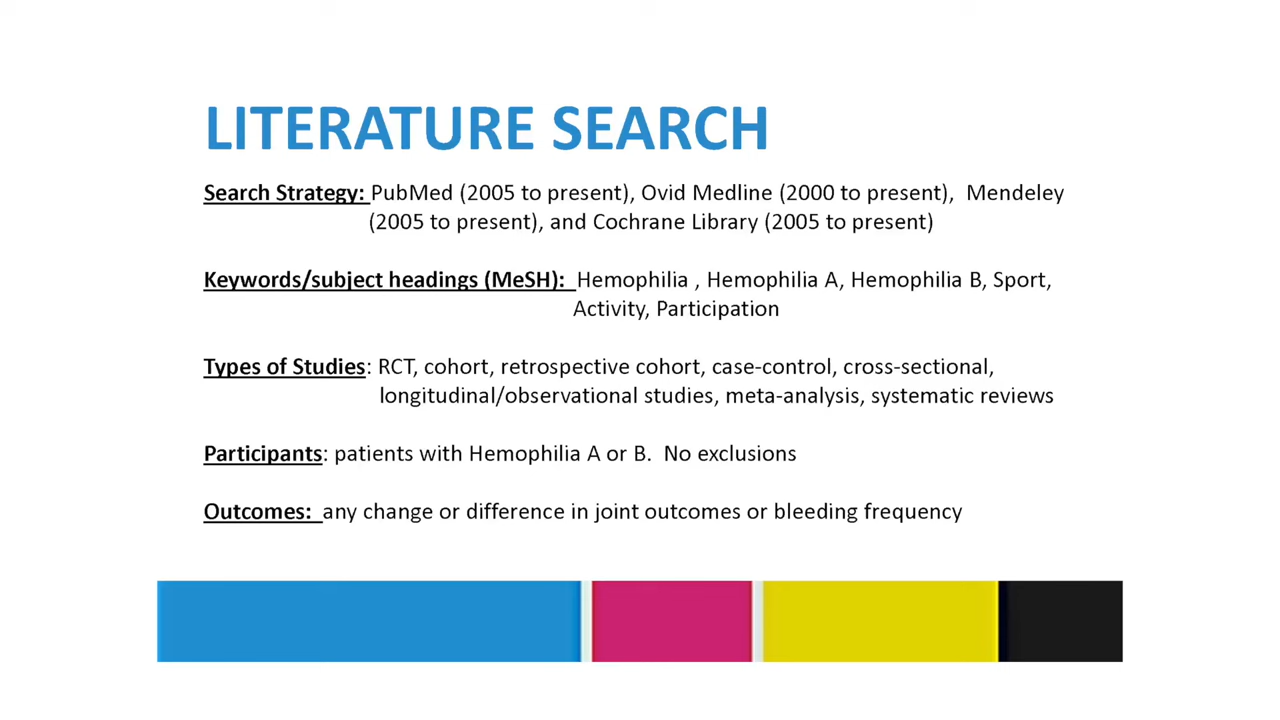 LITERATURE SEARCH
Search Strategy: PubMed (2005 to present), Ovid Medline (2000 to present),  Mendeley
(2005 to present), and Cochrane Library (2005 to present)
Keywords/subject headings (MeSH):  Hemophilia , Hemophilia A, Hemophilia B, Sport,
Activity, Participation
Types of Studies: RCT, cohort, retrospective cohort, case-control, cross-sectional,
longitudinal/observational studies, meta-analysis, systematic reviews
Participants: patients with Hemophilia A or B.  No exclusions
Outcomes:  any change or difference in joint outcomes or bleeding frequency